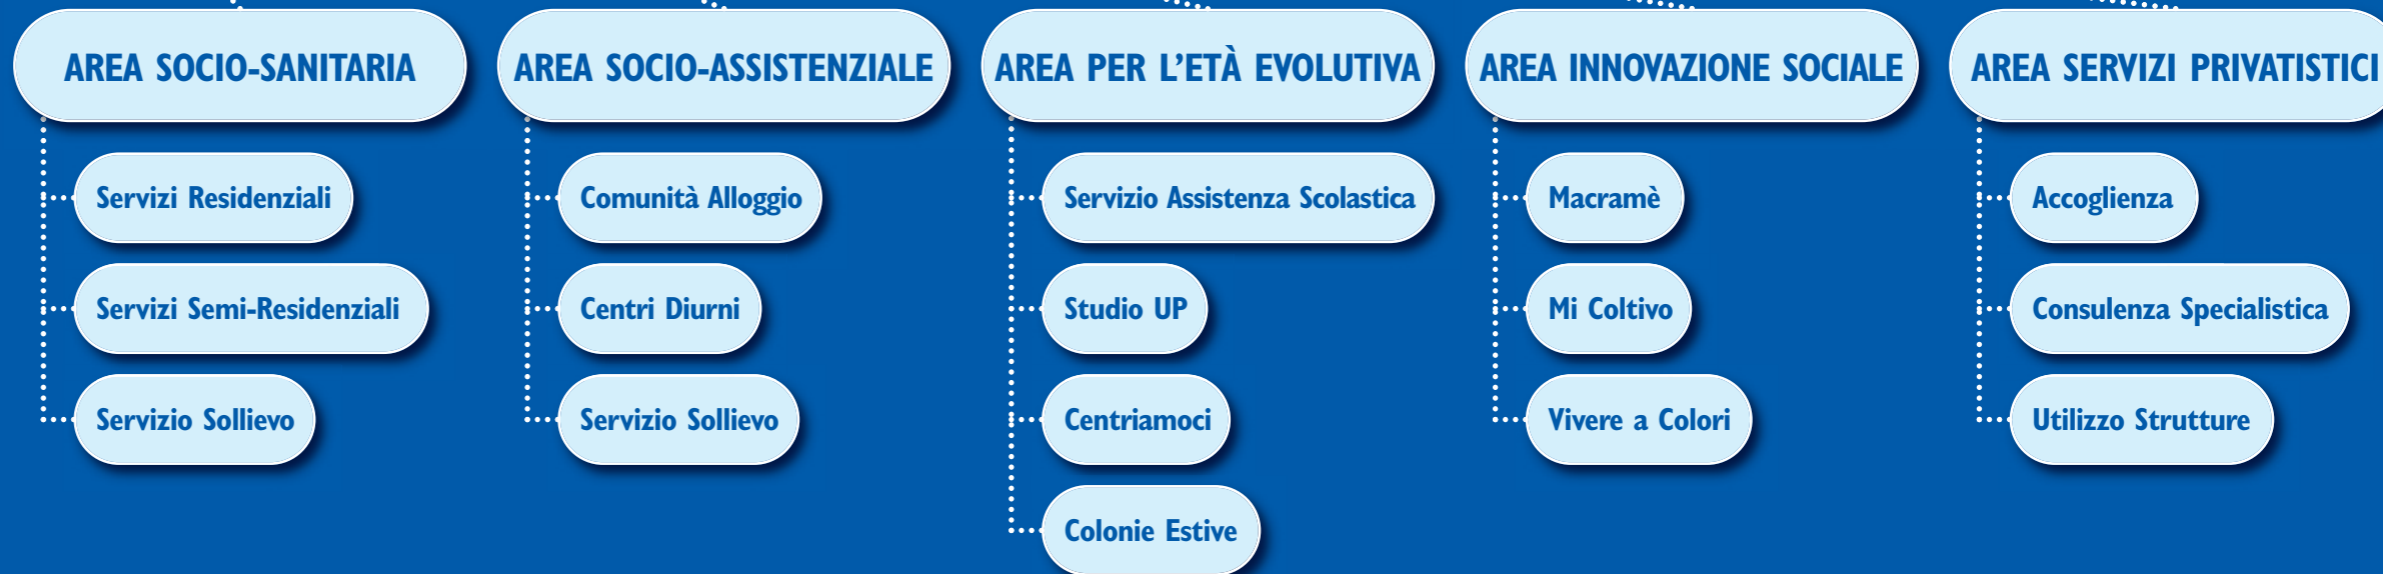 AREA SOCIO-SANITARIA
Servizi Residenziali
Servizi Semi-Residenziali
Servizio Sollievo
AREA SOCIO-ASSISTENZIALE
Comunità Alloggio
Centri Diurni
Servizio Sollievo
AREA PER L'ETÀ EVOLUTIVA
Servizio Assistenza Scolastica
Studio UP
Centriamoci
Colonie Estive
AREA INNOVAZIONE SOCIALE
Macramè
Mi Coltivo
Vivere a Colori
AREA SERVIZI PRIVATISTICI
Accoglienza
Consulenza Specialistica
Utilizzo Strutture